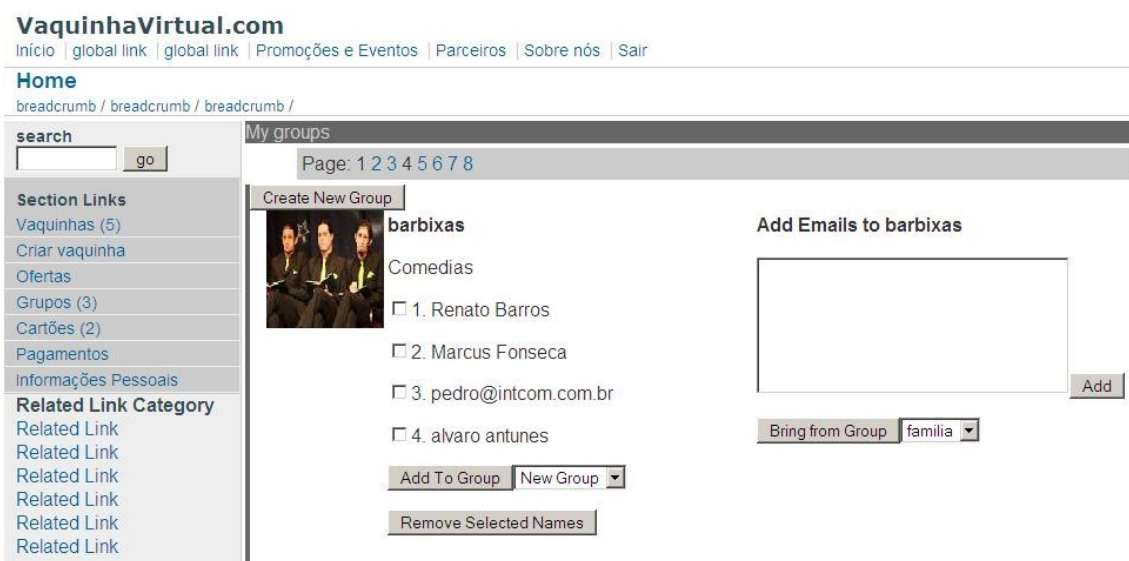 VaquinhaVirtual.com
Início | global link | global link | Promoções e Eventos | Parceiros | Sobre nós | Sair
Home
breadcrumb / breadcrumb / breadcrumb /
search
go
Section Links
Vaquinhas (5)
Criar vaquinha
Ofertas
Grupos (3)
Cartões (2)
Pagamentos
Informações Pessoais
Related Link Category
Related Link
Related Link
Related Link
Related Link
Related Link
Related Link
My groups
Page: 1 2 3 4 5 6 7 8
Create New Group
barbixas
Comedias
1. Renato Barros
2. Marcus Fonseca
3. pedro@intcom.com.br
4. alvaro antunes
Add To Group New Group
Remove Selected Names
Add Emails to barbixas
Add
Bring from Group familia